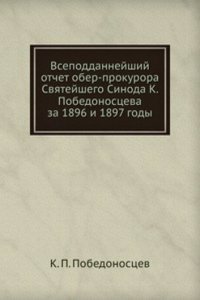 Всеподданнейший
отчет обер-прокурора
Святейшего Синода К.
Победоносцева
за 1896 и 1897 годы
К. П. Победоносцев